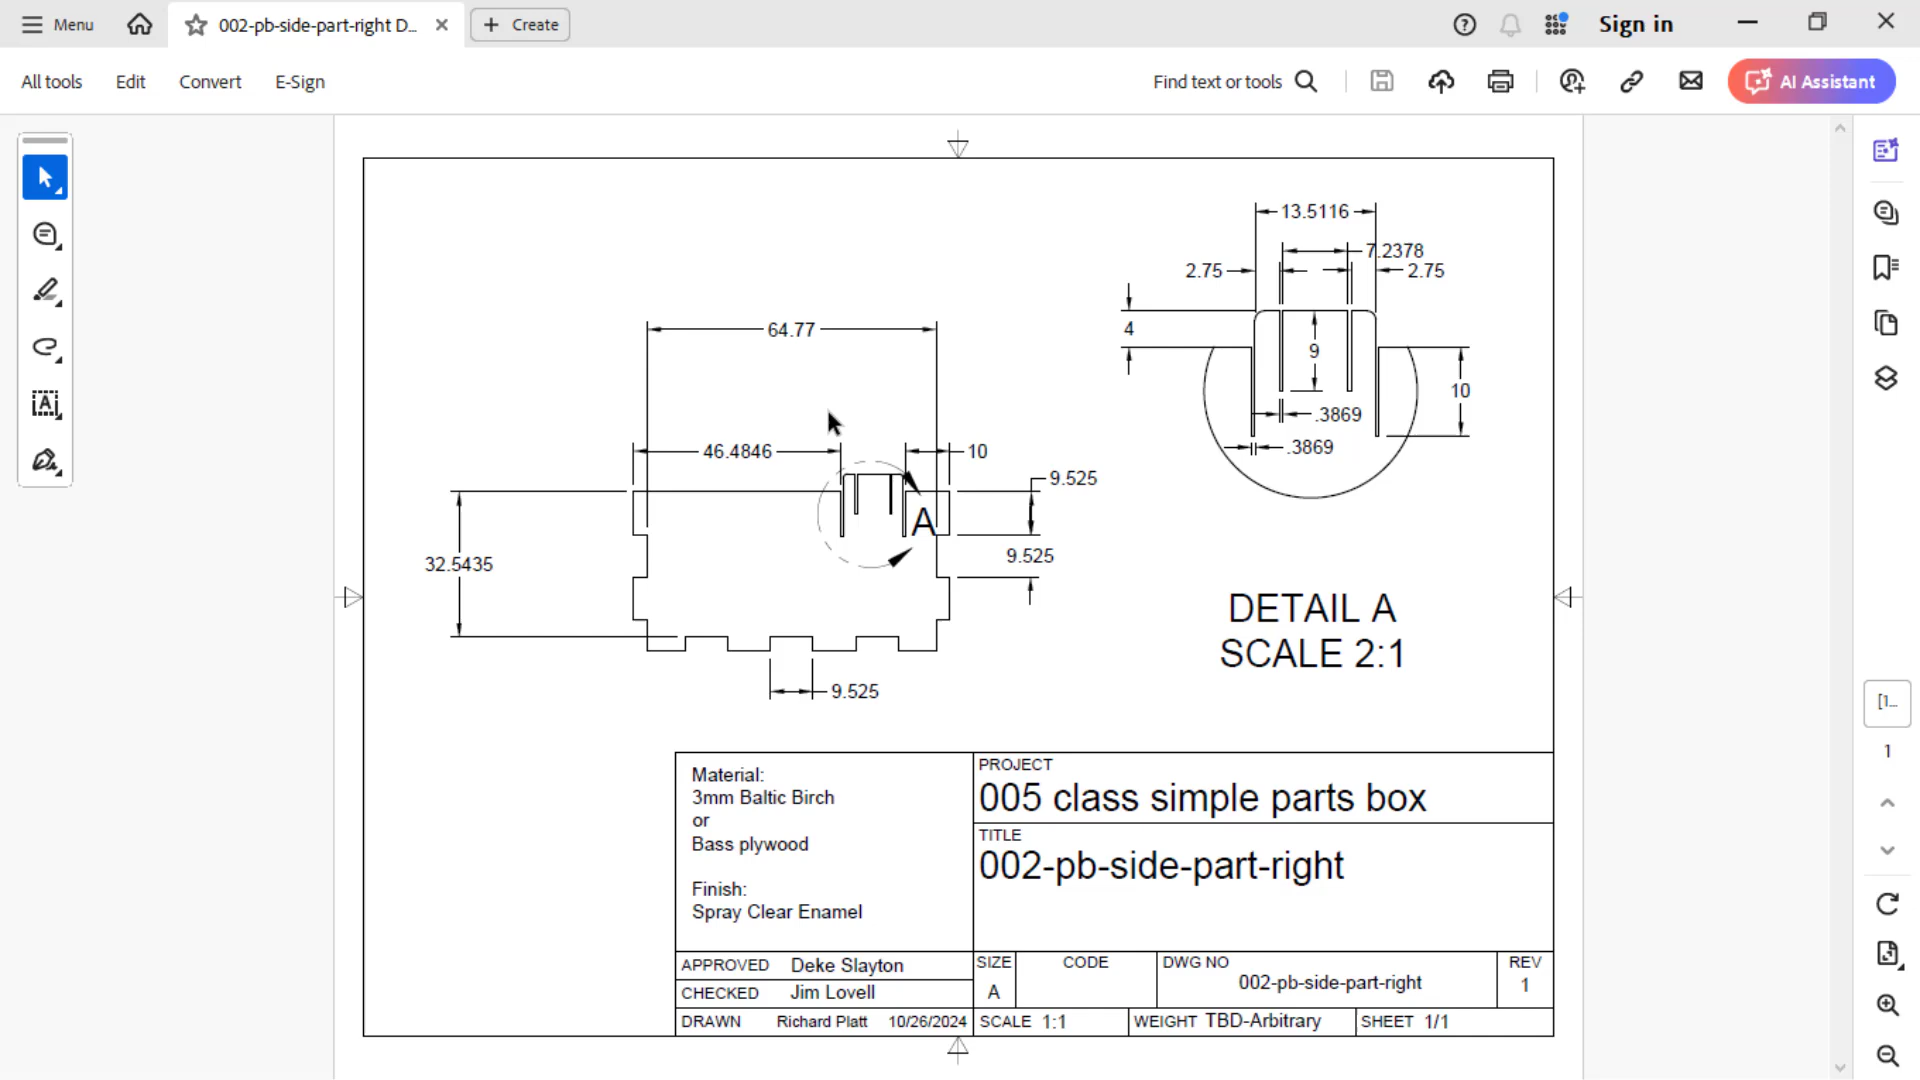 Menu
002-pb-side-part-right D...
Create
Sign in
All tools
Edit
Convert
E-Sign
Find text or tools
AI Assistant
13.5116
7.2378
2.75
2.75
4
9
10
.3869
.3869
64.77
46.4846
10
9.525
A
9.525
32.5435
9.525
DETAIL A
SCALE 2:1
Material:
3mm Baltic Birch
or
Bass plywood
Finish:
Spray Clear Enamel
PROJECT
005 class simple parts box
TITLE
002-pb-side-part-right
APPROVED Deke Slayton
CHECKED Jim Lovell
DRAWN Richard Platt 10/26/2024
SIZE
A
CODE
DWG NO
002-pb-side-part-right
REV
1
SCALE 1:1
WEIGHT TBD-Arbitrary
SHEET 1/1
[1...
1